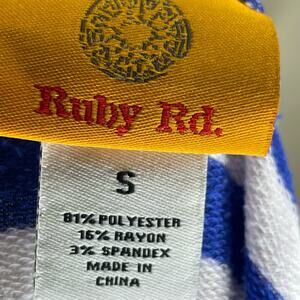 Ruby Rd.
S
81% POLYESTER
16% RAYON
3% SPANDEX
MADE IN
CHINA